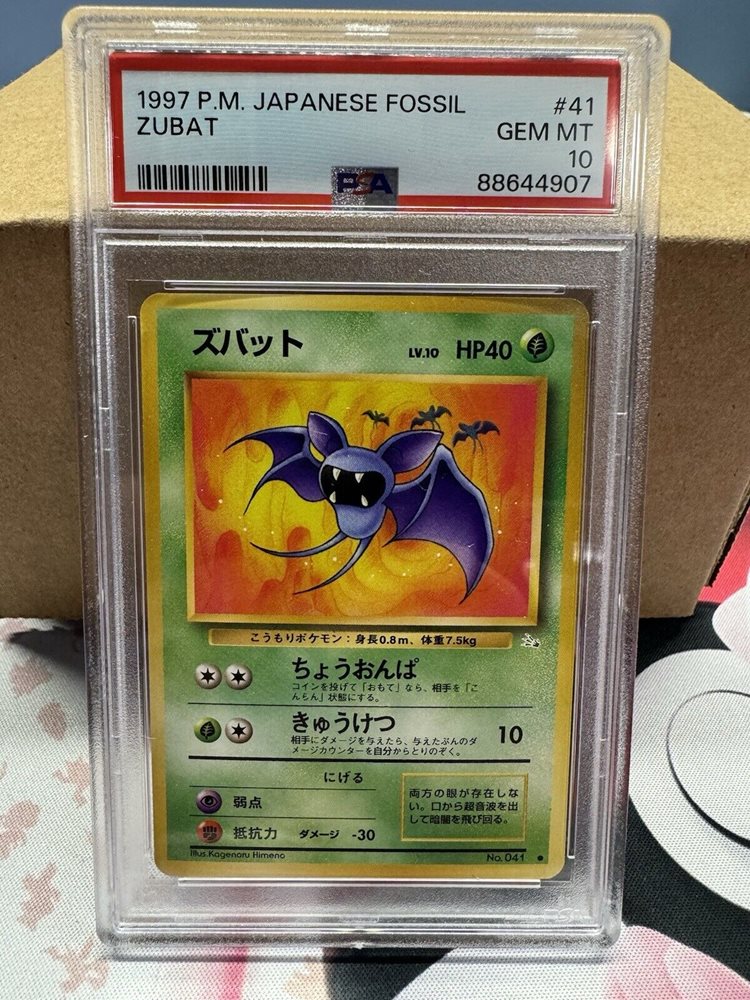 1997 P.M. JAPANESE FOSSIL #41
ZUBAT GEM MT
10
PSA 88644907
ズバット LV.10 HP40
こうもりポケモン：身長0.8m、体重7.5kg
ちょうおんぱ
コインを投げて「おもて」なら、相手を「こ
んらん」状態にする。
きゅうけつ 10
相手にダメージを与えたら、与えたぶんのダ
メージカウンターを自分からとりのぞく。
にげる
弱点
抵抗力 ダメージ -30
両方の眼が存在しな
い。口から超音波を出
して暗闇を飛び回る。
Illus. Kagemaru Himeno No. 041